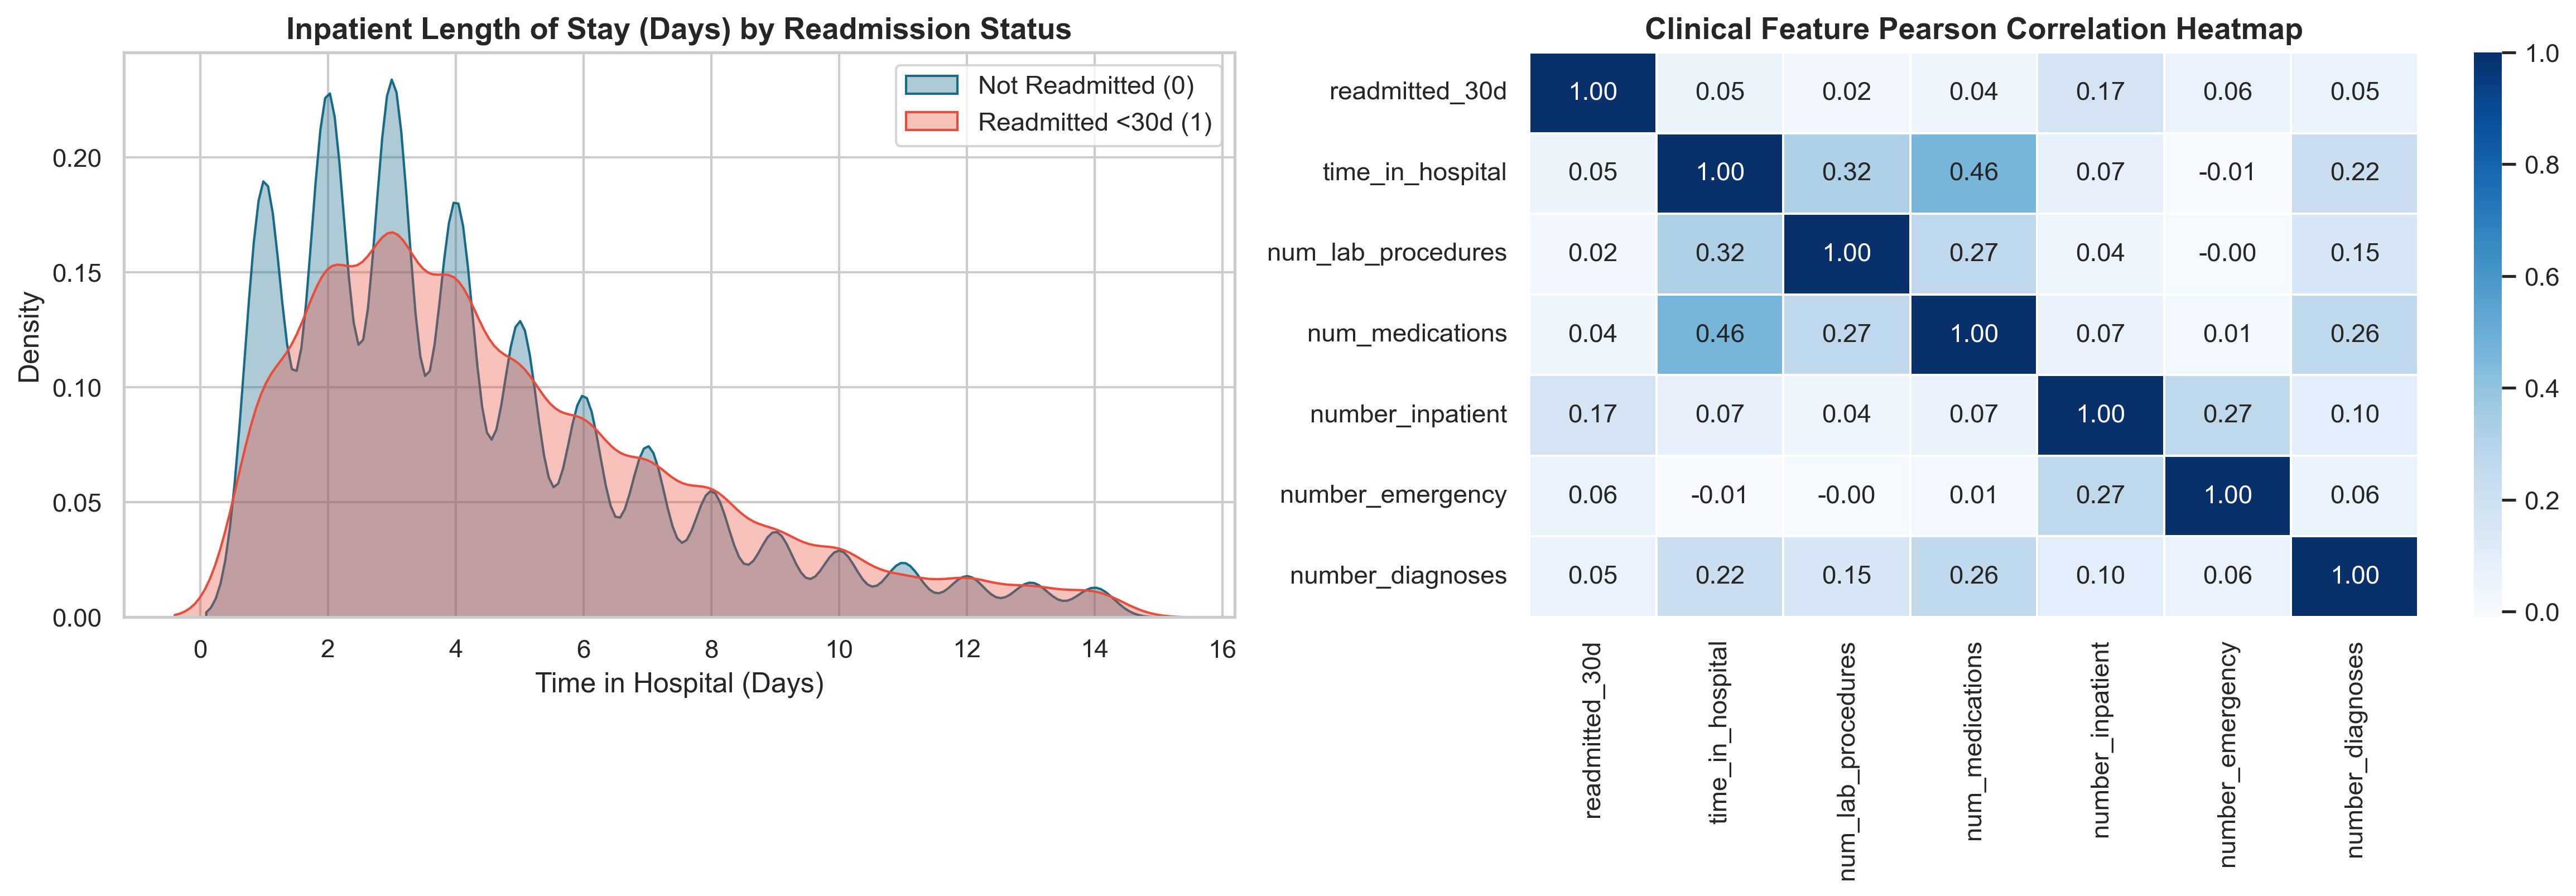 Inpatient Length of Stay (Days) by Readmission Status
Not Readmitted (0)
Readmitted <30d (1)
0.20
0.15
0.10
0.05
0.00
Density
0 2 4 6 8 10 12 14 16
Time in Hospital (Days)
Clinical Feature Pearson Correlation Heatmap
readmitted_30d 1.00 0.05 0.02 0.04 0.17 0.06 0.05
time_in_hospital 0.05 1.00 0.32 0.46 0.07 -0.01 0.22
num_lab_procedures 0.02 0.32 1.00 0.27 0.04 -0.00 0.15
num_medications 0.04 0.46 0.27 1.00 0.07 0.01 0.26
number_inpatient 0.17 0.07 0.04 0.07 1.00 0.27 0.10
number_emergency 0.06 -0.01 -0.00 0.01 0.27 1.00 0.06
number_diagnoses 0.05 0.22 0.15 0.26 0.10 0.06 1.00
readmitted_30d
time_in_hospital
num_lab_procedures
num_medications
number_inpatient
number_emergency
number_diagnoses
1.0
0.8
0.6
0.4
0.2
0.0